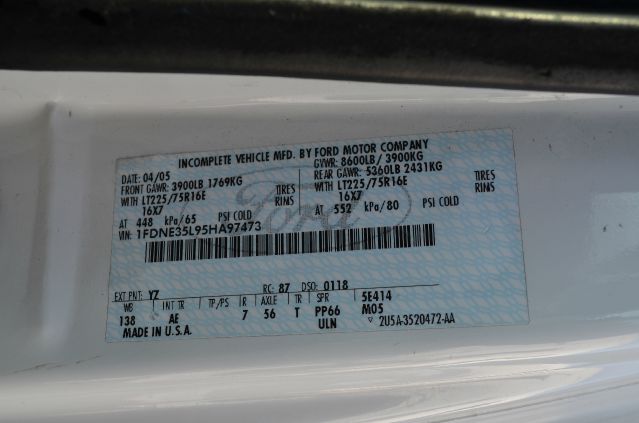 INCOMPLETE VEHICLE MFD. BY FORD MOTOR COMPANY
DATE: 04/05 GVWR: 8600LB/ 3900KG
FRONT GAWR: 3900LB 1769KG REAR GAWR: 5360LB 2431KG
WITH LT225/75R16E TIRES WITH LT225/75R16E TIRES
16X7 RIMS 16X7 RIMS
AT 448 kPa/65 PSI COLD AT 552 kPa/80 PSI COLD
VIN: 1FDNE35L95HA97473
Ford
EXT PNT: YZ RC: 87 DSO: 0118
WB INT TR TP/PS R AXLE TR SPR 5E414
138 AE 7 56 T PP66 M05
MADE IN U.S.A. ULN 2U5A-3520472-AA